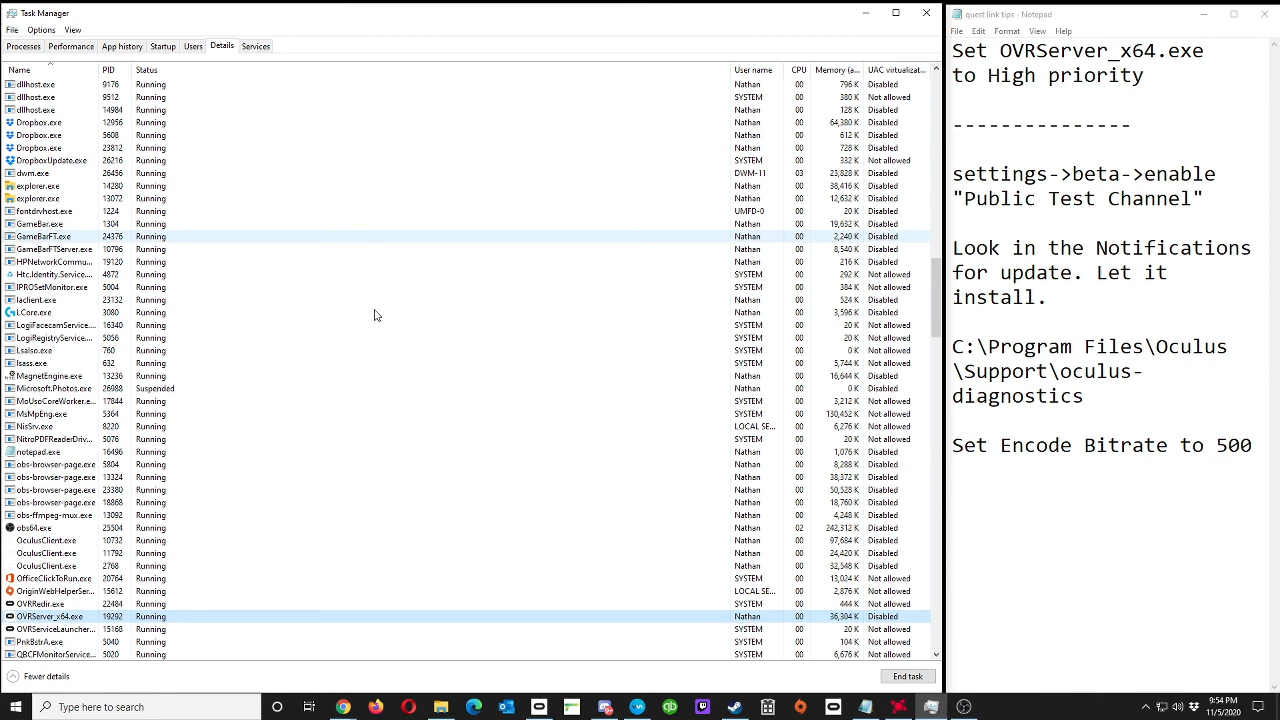 Task Manager
File Options View
Processes Performance App history Startup Users Details Services
Name PID Status User name CPU Memory (a... UAC virtualizat...
dllhost.exe 9176 Running Nathan 00 796 K Disabled
dllhost.exe 9512 Running SYSTEM 00 380 K Not allowed
dllhost.exe 14984 Running Nathan 00 128 K Disabled
Dropbox.exe 12956 Running Nathan 00 64,380 K Disabled
Dropbox.exe 5608 Running Nathan 00 612 K Disabled
Dropbox.exe 23812 Running Nathan 00 728 K Disabled
DropboxUpdate.exe 26216 Running SYSTEM 00 332 K Not allowed
dwm.exe 26456 Running DWM-11 03 23,828 K Disabled
explorer.exe 14280 Running Nathan 00 38,416 K Disabled
explorer.exe 13072 Running Nathan 00 12,632 K Disabled
fontdrvhost.exe 1224 Running UMFD-0 00 20 K Disabled
GameBar.exe 1304 Running Nathan 00 19,632 K Disabled
GameBarFT.exe 24376 Running Nathan 00 2,240 K Disabled
GameBarFTServer.exe 10796 Running Nathan 00 8,540 K Disabled
HPNetworkCommu... 19120 Running Nathan 00 216 K Disabled
Htc.Identity.Service.... 4872 Running SYSTEM 00 292 K Not allowed
IPROSetMonitor.exe 5004 Running SYSTEM 00 384 K Not allowed
laclient.exe 23132 Running Nathan 00 524 K Disabled
LCore.exe 3080 Running Nathan 00 3,596 K Disabled
LogiFacecamService.... 16340 Running SYSTEM 00 20 K Not allowed
LogiRegistryService.... 5056 Running SYSTEM 00 20 K Not allowed
LsaIso.exe 760 Running SYSTEM 00 0 K Not allowed
lsass.exe 632 Running SYSTEM 00 5,744 K Not allowed
MagnetEngine.exe 13236 Running Nathan 00 16,644 K Disabled
Microsoft.Photos.exe 26988 Suspended Nathan 00 0 K Disabled
MoUsoCoreWorker.e... 17844 Running SYSTEM 00 3,212 K Not allowed
MsMpEng.exe 5364 Running SYSTEM 00 130,452 K Not allowed
NisSrv.exe 8220 Running LOCAL SE... 00 6,276 K Not allowed
NitroPDFReaderDriv... 5076 Running SYSTEM 00 20 K Not allowed
notepad.exe 16496 Running Nathan 00 1,076 K Disabled
obs-browser-page.exe 5804 Running Nathan 00 8,288 K Disabled
obs-browser-page.exe 13324 Running Nathan 00 38,372 K Disabled
obs-browser-page.exe 23380 Running Nathan 00 50,528 K Disabled
obs-browser-page.exe 18868 Running Nathan 00 18,760 K Disabled
obs-ffmpeg-mux.exe 13092 Running Nathan 00 4,248 K Disabled
obs64.exe 25504 Running Nathan 02 242,312 K Disabled
OculusClient.exe 10732 Running Nathan 00 97,684 K Disabled
OculusClient.exe 11792 Running Nathan 00 24,420 K Disabled
OculusClient.exe 2768 Running Nathan 00 32,548 K Disabled
OfficeClickToRun.exe 20764 Running SYSTEM 00 13,024 K Not allowed
OriginWebHelperSer... 15612 Running LOCAL SE... 00 2,876 K Not allowed
OVRRedir.exe 22484 Running SYSTEM 00 444 K Not allowed
OVRServer_x64.exe 19292 Running Nathan 00 36,304 K Disabled
OVRServiceLauncher... 15168 Running SYSTEM 00 20 K Not allowed
PnkBstrA.exe 5040 Running SYSTEM 00 104 K Not allowed
QBCFMonitorService... 5020 Running SYSTEM 00 6,676 K Not allowed
Fewer details
End task
quest link tips - Notepad
File Edit Format View Help
Set OVRServer_x64.exe
to High priority
---------------
settings->beta->enable
"Public Test Channel"
Look in the Notifications
for update. Let it
install.
C:\Program Files\Oculus
\Support\oculus-
diagnostics
Set Encode Bitrate to 500
Type here to search
9:54 PM
11/5/2020